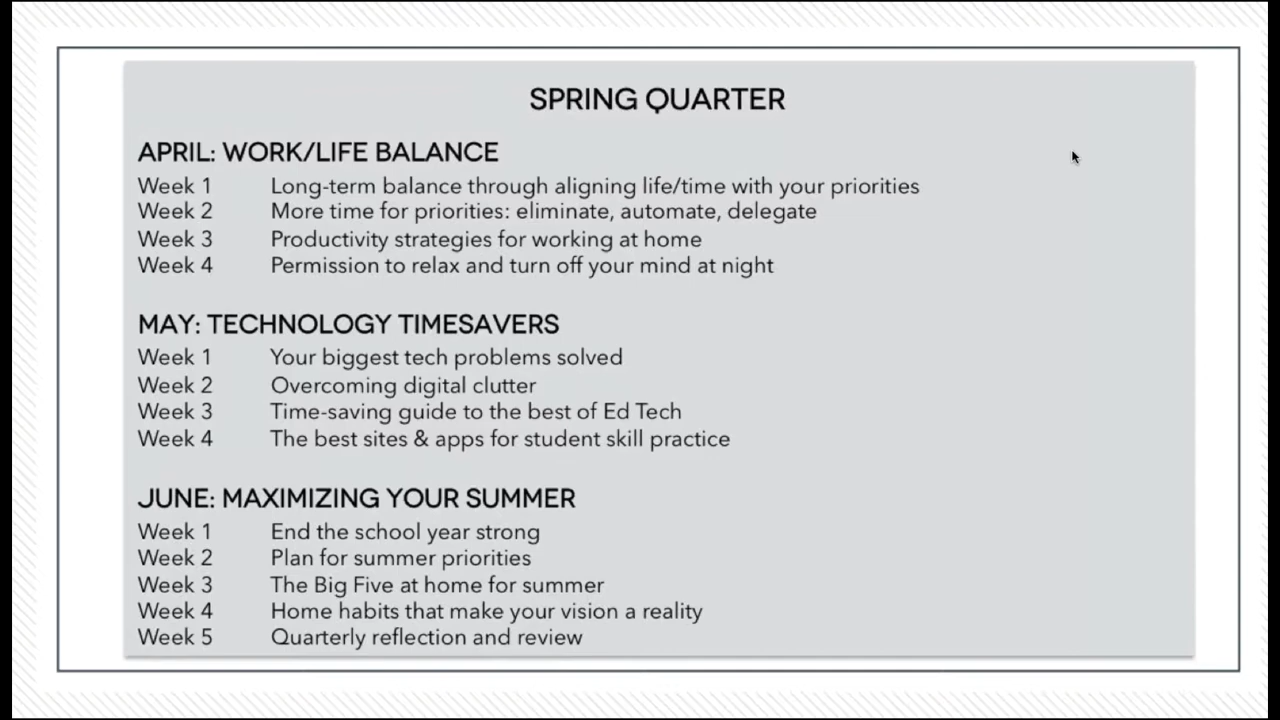 SPRING QUARTER
APRIL: WORK/LIFE BALANCE
Week 1 Long-term balance through aligning life/time with your priorities
Week 2 More time for priorities: eliminate, automate, delegate
Week 3 Productivity strategies for working at home
Week 4 Permission to relax and turn off your mind at night
MAY: TECHNOLOGY TIMESAVERS
Week 1 Your biggest tech problems solved
Week 2 Overcoming digital clutter
Week 3 Time-saving guide to the best of Ed Tech
Week 4 The best sites & apps for student skill practice
JUNE: MAXIMIZING YOUR SUMMER
Week 1 End the school year strong
Week 2 Plan for summer priorities
Week 3 The Big Five at home for summer
Week 4 Home habits that make your vision a reality
Week 5 Quarterly reflection and review